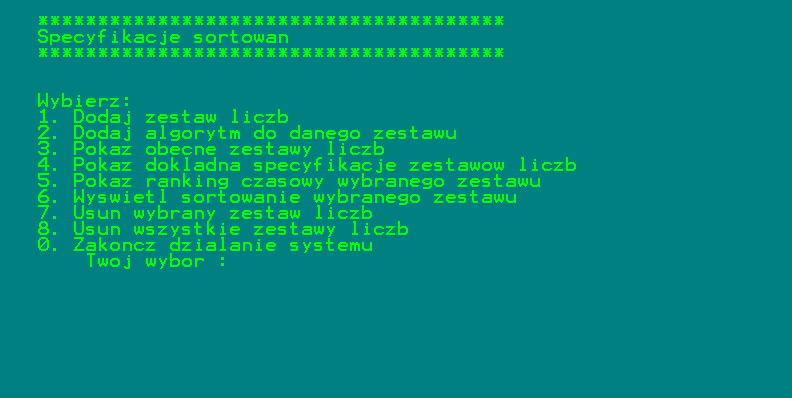 ***************************************
Specyfikacje sortowan
***************************************
Wybierz:
1. Dodaj zestaw liczb
2. Dodaj algorytm do danego zestawu
3. Pokaz obecne zestawy liczb
4. Pokaz dokladna specyfikacje zestawow liczb
5. Pokaz ranking czasowy wybranego zestawu
6. Wyswietl sortowanie wybranego zestawu
7. Usun wybrany zestaw liczb
8. Usun wszystkie zestawy liczb
0. Zakoncz dzialanie systemu
Twoj wybor :